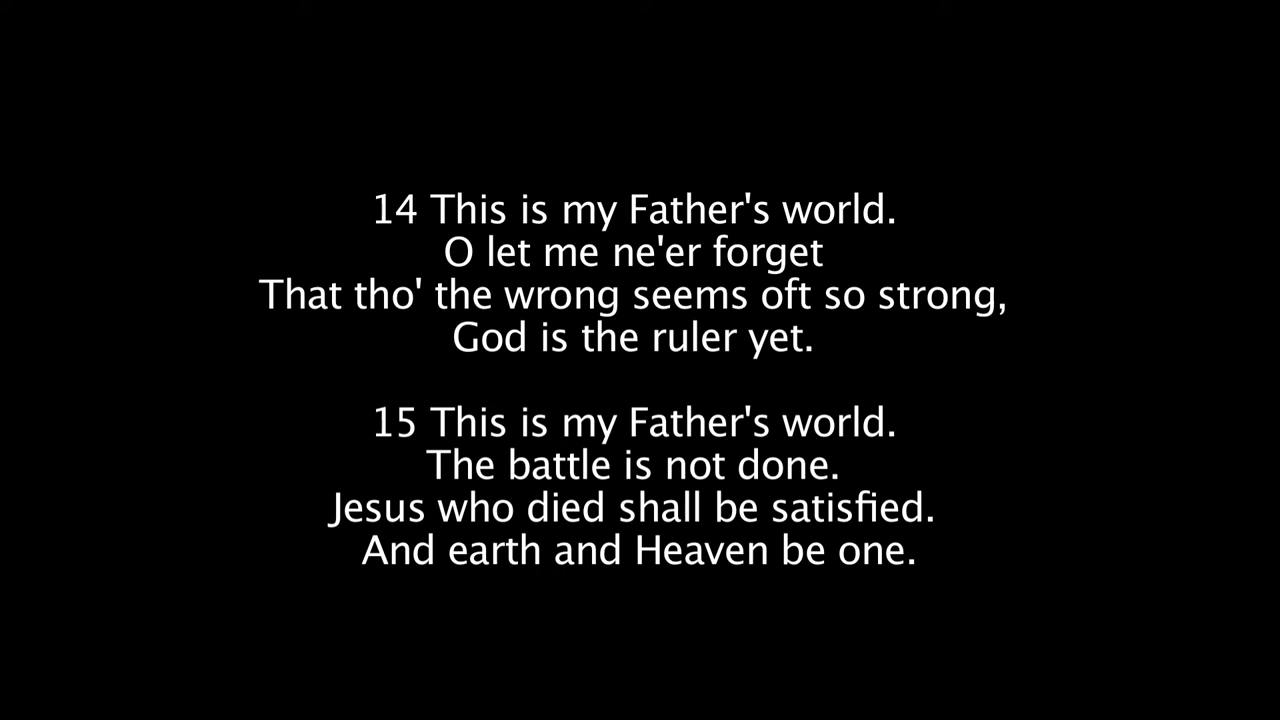 14 This is my Father's world.
O let me ne'er forget
That tho' the wrong seems oft so strong,
God is the ruler yet.
15 This is my Father's world.
The battle is not done.
Jesus who died shall be satisfied.
And earth and Heaven be one.